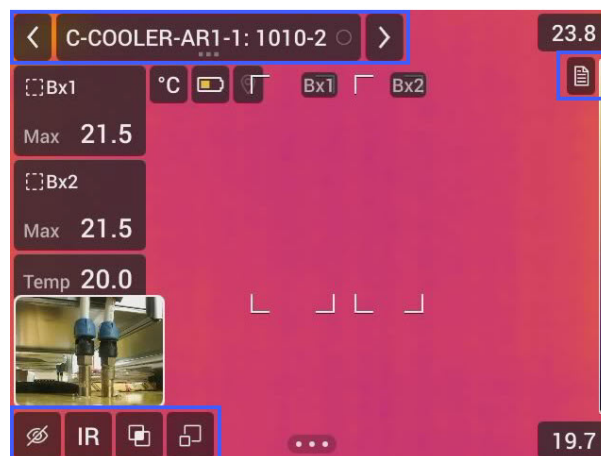 C-COOLER-AR1-1: 1010-2
23.8
Bx1
°C
Bx1
Bx2
Max 21.5
Bx2
Max 21.5
Temp 20.0
IR
19.7